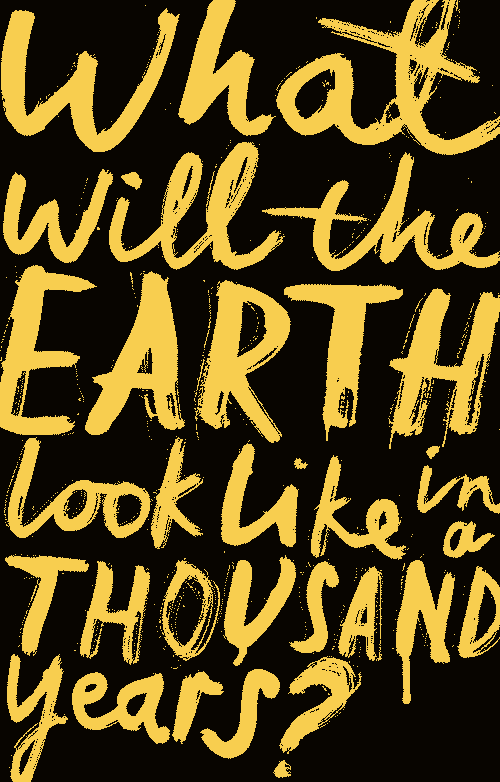 What
will the
EARTH
look like in
a
THOUSAND
years?